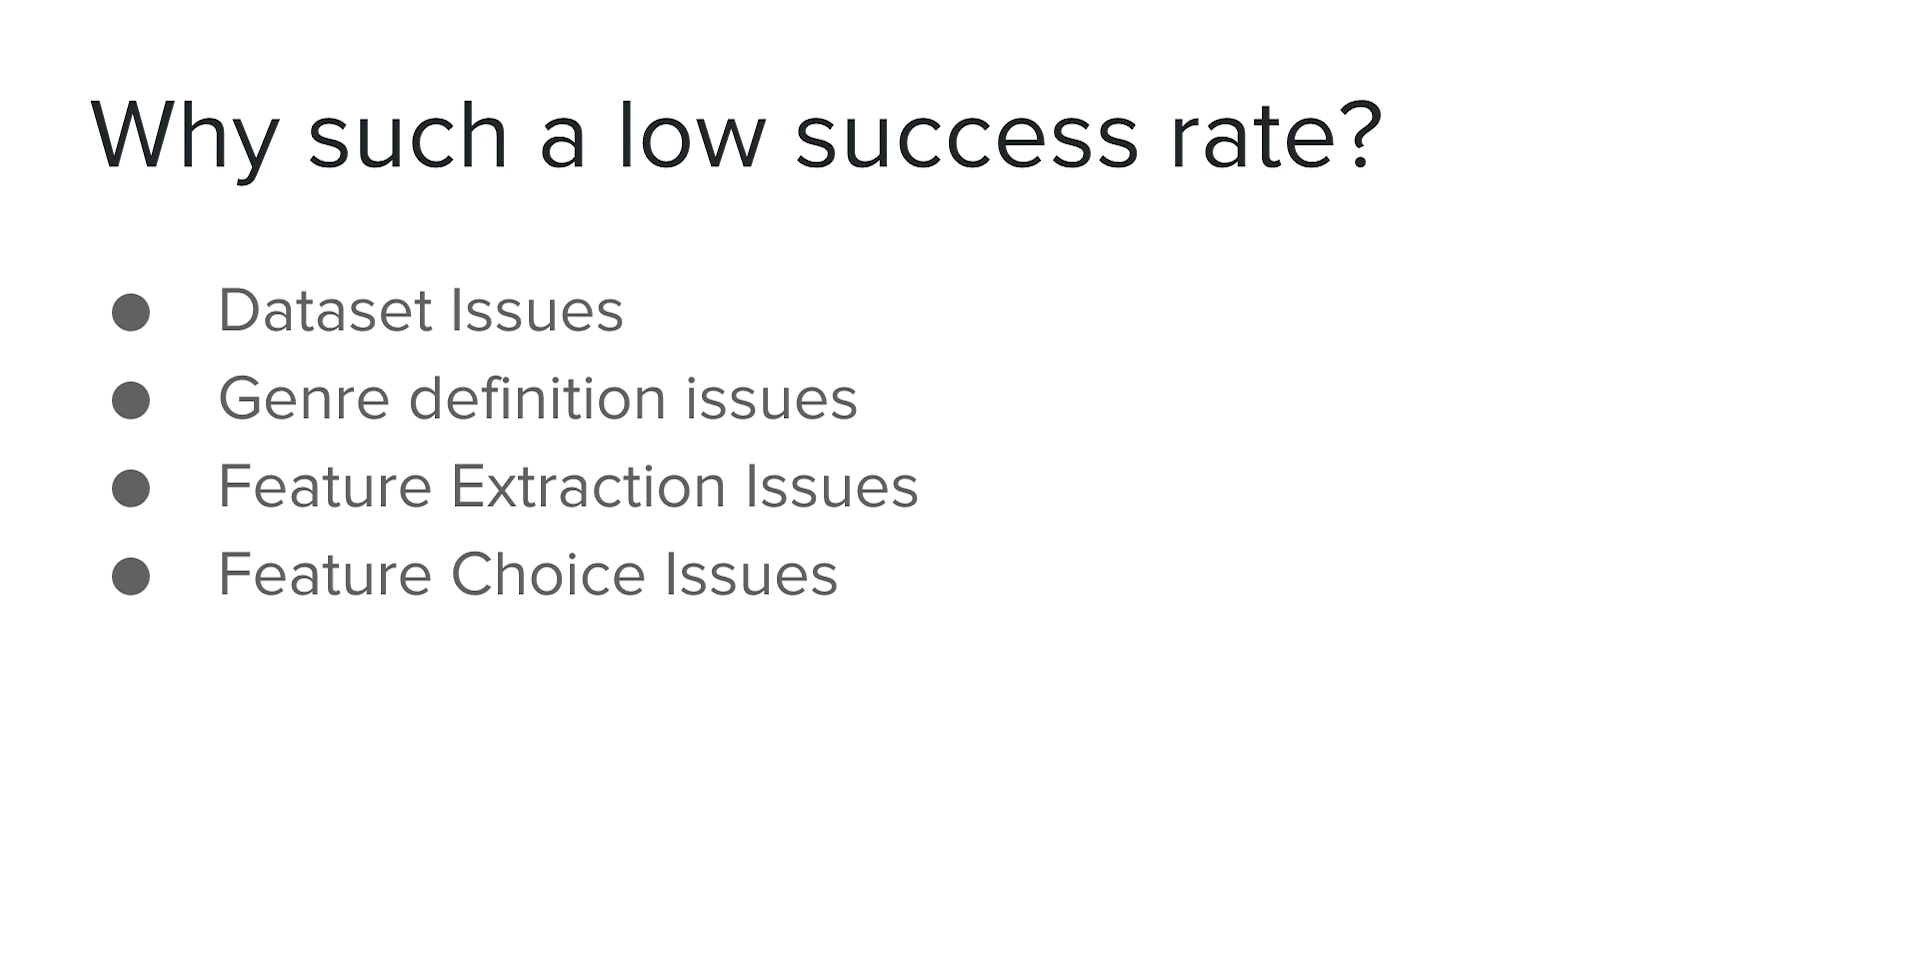 Why such a low success rate?
● Dataset Issues
● Genre definition issues
● Feature Extraction Issues
● Feature Choice Issues